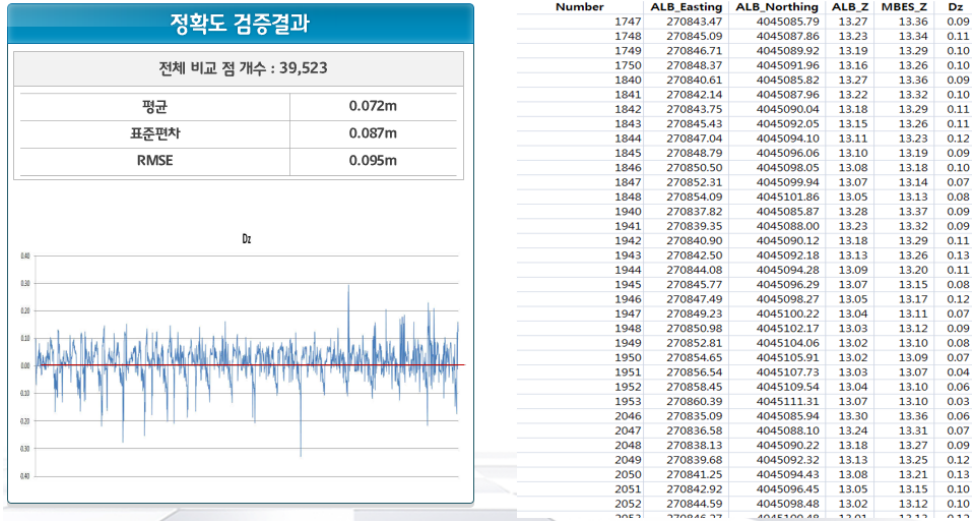 정확도 검증결과
전체 비교 점 개수 : 39,523
평균 0.072m
표준편차 0.087m
RMSE 0.095m
Dz
0.40
0.30
0.20
0.10
0.00
0.10
0.20
0.30
0.40
Number ALB_Easting ALB_Northing ALB_Z MBES_Z Dz
1747 270843.47 4045085.79 13.27 13.36 0.09
1748 270845.09 4045087.86 13.23 13.34 0.11
1749 270846.71 4045089.92 13.19 13.29 0.10
1750 270848.37 4045091.96 13.16 13.26 0.10
1840 270840.61 4045085.82 13.27 13.36 0.09
1841 270842.14 4045087.96 13.22 13.32 0.10
1842 270843.75 4045090.04 13.18 13.29 0.11
1843 270845.43 4045092.05 13.15 13.26 0.11
1844 270847.04 4045094.10 13.11 13.23 0.12
1845 270848.79 4045096.06 13.10 13.19 0.09
1846 270850.50 4045098.05 13.08 13.18 0.10
1847 270852.31 4045099.94 13.07 13.14 0.07
1848 270854.09 4045101.86 13.05 13.13 0.08
1940 270837.82 4045085.87 13.28 13.37 0.09
1941 270839.35 4045088.00 13.23 13.32 0.09
1942 270840.90 4045090.12 13.18 13.29 0.11
1943 270842.50 4045092.18 13.13 13.26 0.13
1944 270844.08 4045094.28 13.09 13.20 0.11
1945 270845.77 4045096.29 13.07 13.15 0.08
1946 270847.49 4045098.27 13.05 13.17 0.12
1947 270849.23 4045100.22 13.04 13.11 0.07
1948 270850.98 4045102.17 13.03 13.12 0.09
1949 270852.81 4045104.06 13.02 13.10 0.08
1950 270854.65 4045105.91 13.02 13.09 0.07
1951 270856.54 4045107.73 13.03 13.07 0.04
1952 270858.45 4045109.54 13.04 13.10 0.06
1953 270860.39 4045111.31 13.07 13.10 0.03
2046 270835.09 4045085.94 13.30 13.36 0.06
2047 270836.58 4045088.10 13.24 13.31 0.07
2048 270838.13 4045090.22 13.18 13.27 0.09
2049 270839.68 4045092.32 13.13 13.25 0.12
2050 270841.25 4045094.43 13.08 13.21 0.13
2051 270842.92 4045096.45 13.05 13.15 0.10
2052 270844.59 4045098.48 13.02 13.12 0.10